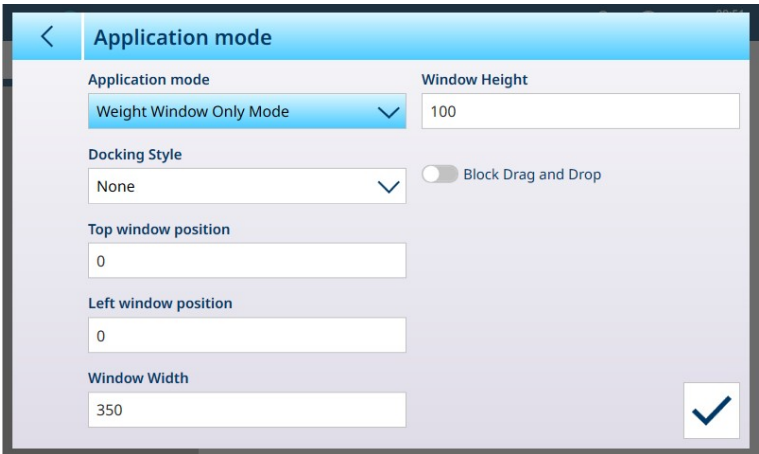 Application mode
Application mode
Weight Window Only Mode
Docking Style
None
Top window position
0
Left window position
0
Window Width
350
Window Height
100
Block Drag and Drop